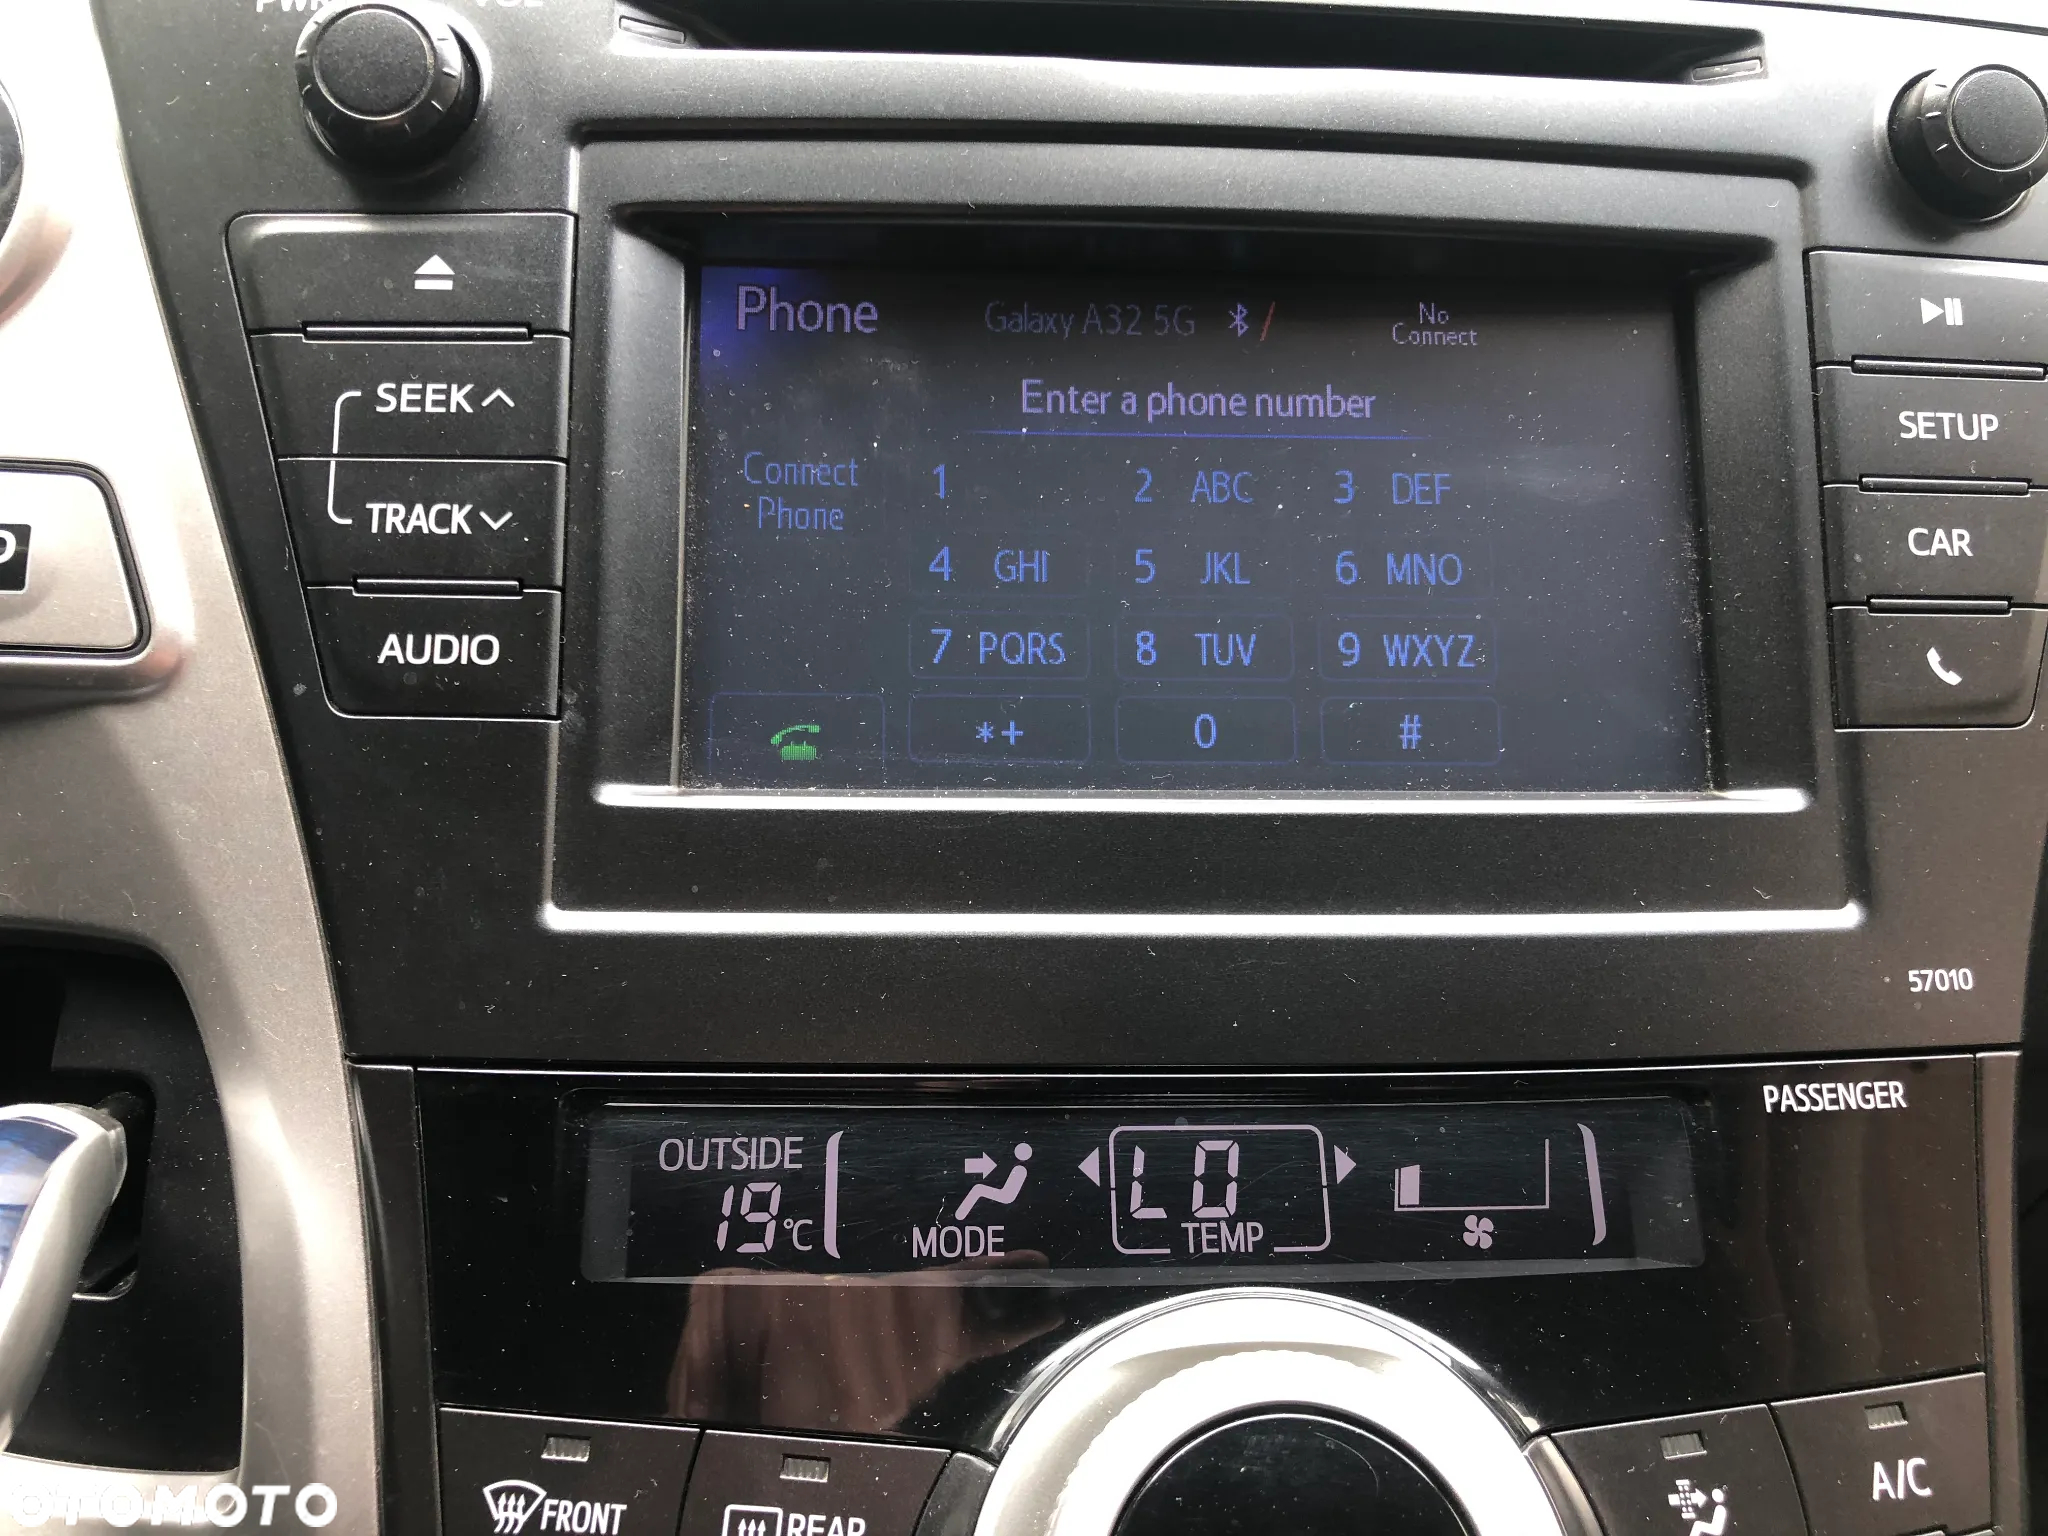 PWR VOL
Phone Galaxy A32 5G No Connect
Enter a phone number
Connect Phone
1 2 ABC 3 DEF
4 GHI 5 JKL 6 MNO
7 PQRS 8 TUV 9 WXYZ
*+ 0 #
SEEK
TRACK
AUDIO
SETUP
CAR
57010
PASSENGER
OUTSIDE
19°C
MODE
LO
TEMP
FRONT
REAR
A/C
OTOMOTO